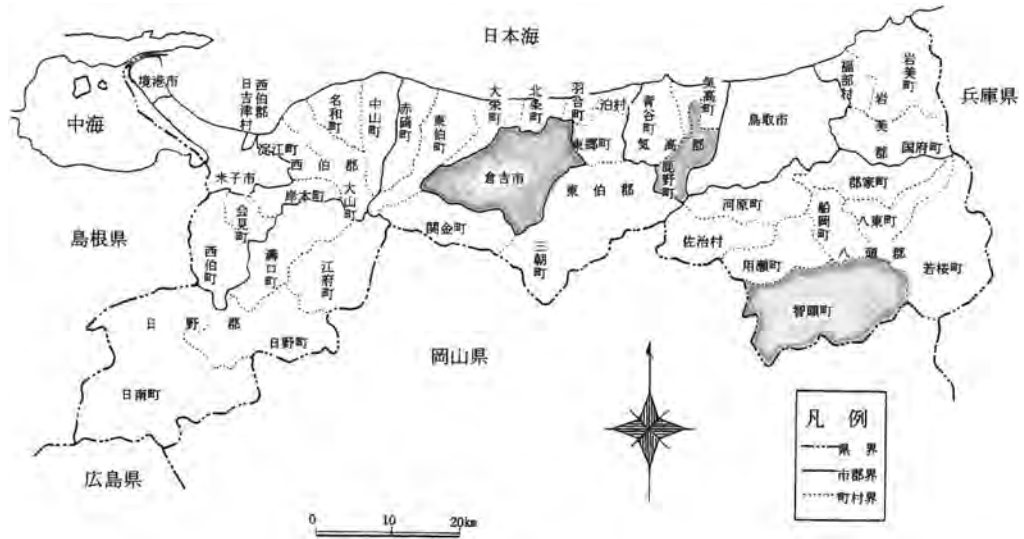 日本海
兵庫県
中海
境港市
西伯郡
日吉津村
淀江町
名和町
中山町
赤碕町
東伯町
大栄町
北条町
羽合町
泊村
青谷町
気高町
鳥取市
福部村
岩美町
岩美郡
国府町
西伯郡
大山町
米子市
岸本町
会見町
西伯町
溝口町
江府町
倉吉市
東郷町
東伯郡
気高郡
鹿野町
関金町
三朝町
河原町
郡家町
船岡町
八東町
佐治村
用瀬町
八頭郡
若桜町
智頭町
島根県
日野郡
日野町
日南町
岡山県
広島県
凡例
県界
市郡界
町村界
0 10 20km